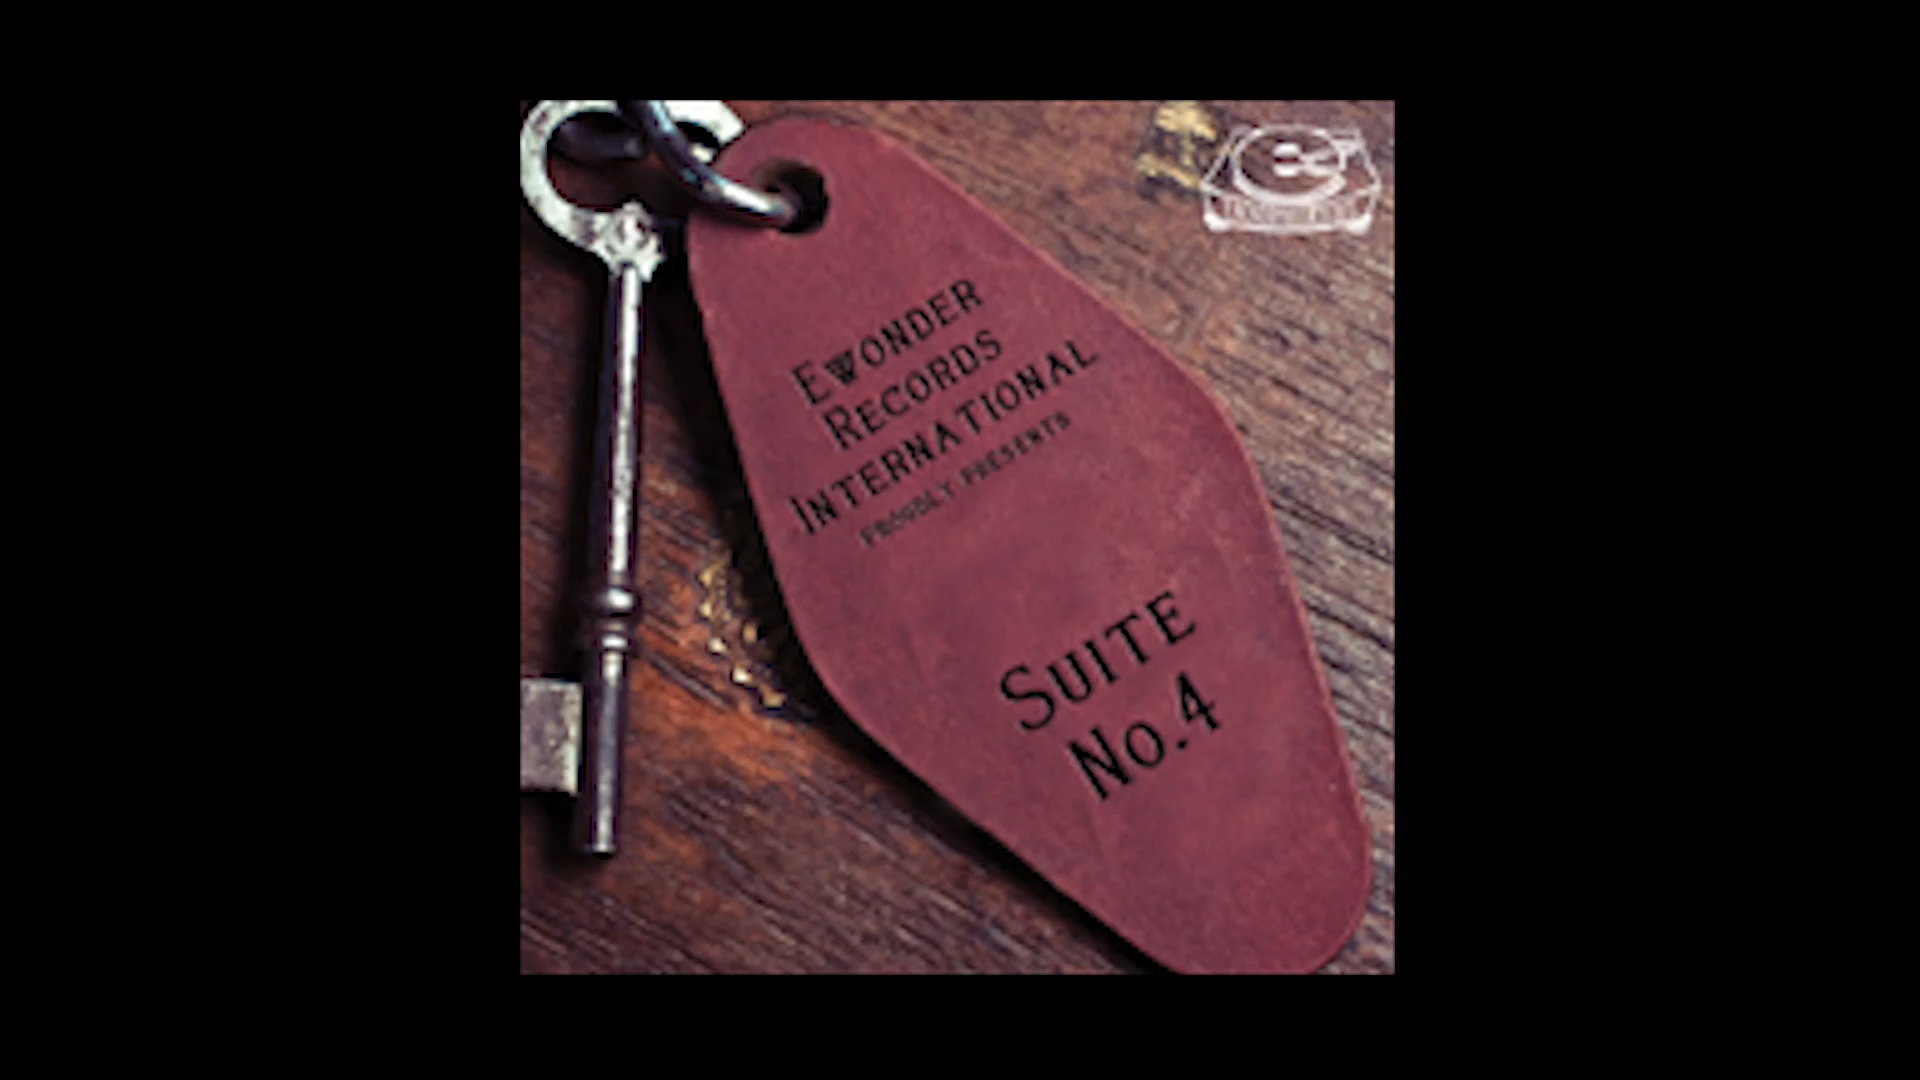 EWONDER
RECORDS
INTERNATIONAL
PROUDLY PRESENTS
SUITE
NO.4